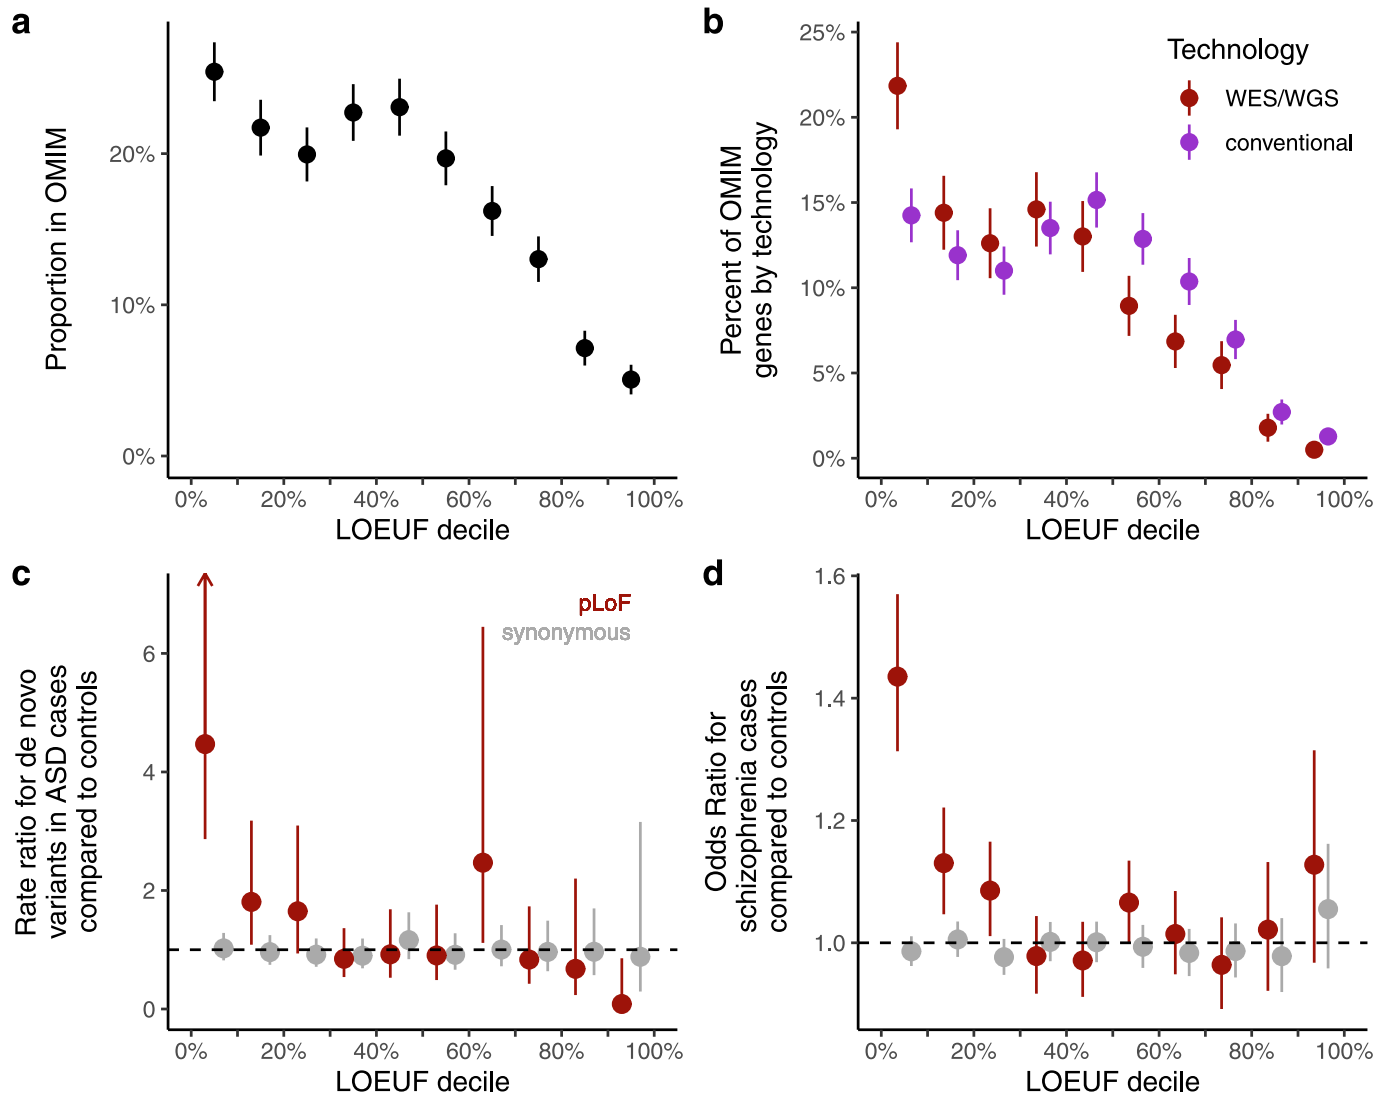 a
Proportion in OMIM
20%
10%
0%
0%
20%
40%
60%
80%
100%
LOEUF decile
b
Percent of OMIM
genes by technology
25%
20%
15%
10%
5%
0%
Technology
WES/WGS
conventional
0%
20%
40%
60%
80%
100%
LOEUF decile
c
Rate ratio for de novo
variants in ASD cases
compared to controls
6
4
2
0
pLoF
synonymous
0%
20%
40%
60%
80%
100%
LOEUF decile
d
Odds Ratio for
schizophrenia cases
compared to controls
1.6
1.4
1.2
1.0
0%
20%
40%
60%
80%
100%
LOEUF decile